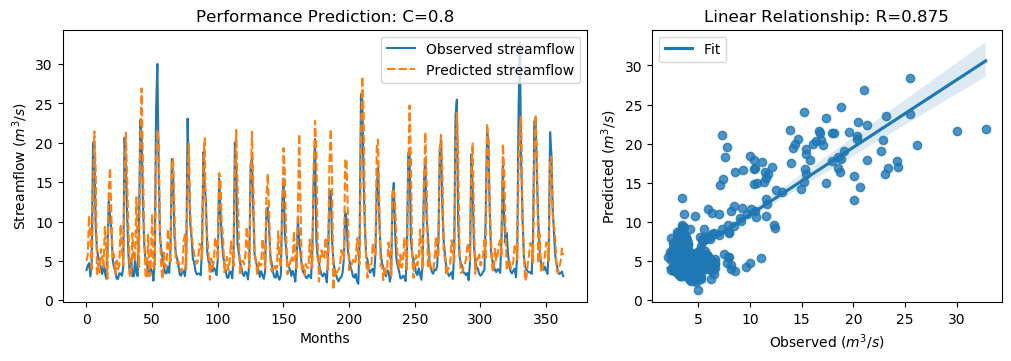 Performance Prediction: C=0.8
Observed streamflow
Predicted streamflow
Streamflow (m³/s)
30
25
20
15
10
5
0
0 50 100 150 200 250 300 350
Months
Linear Relationship: R=0.875
Fit
Predicted (m³/s)
30
25
20
15
10
5
0
5 10 15 20 25 30
Observed (m³/s)